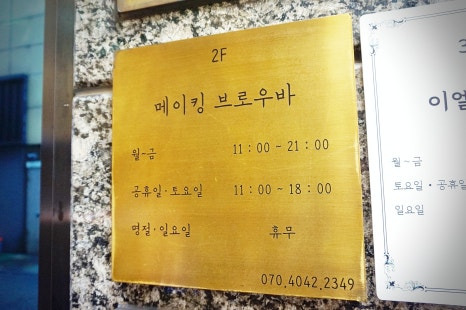 2F
메이킹 브로우바
월~금 11:00~21:00
공휴일·토요일 11:00~18:00
명절·일요일 휴무
070.4042.2349
이얼
월~금
토요일·공휴일
일요일